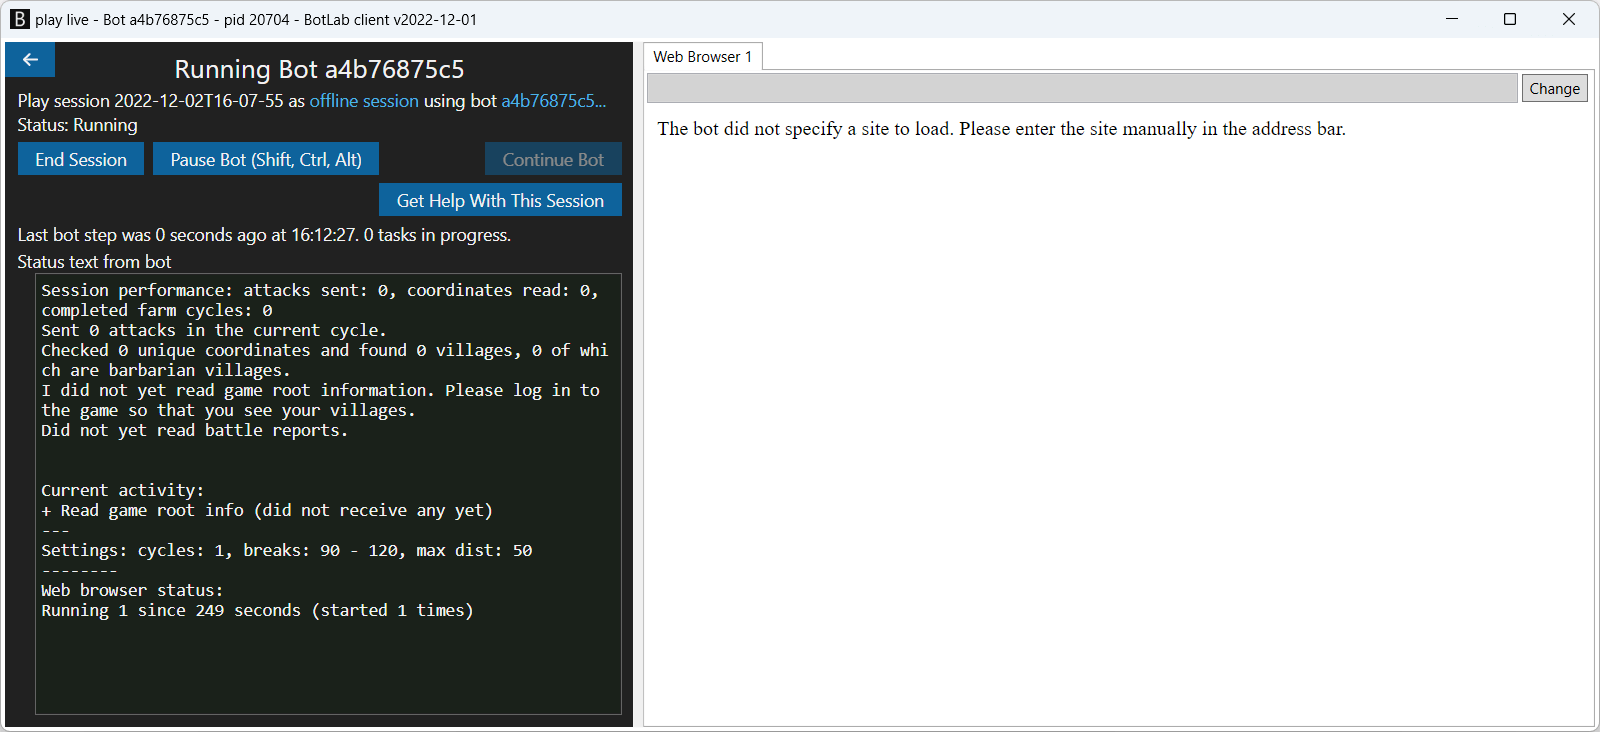 B play live - Bot a4b76875c5 - pid 20704 - BotLab client v2022-12-01
Running Bot a4b76875c5
Play session 2022-12-02T16-07-55 as offline session using bot a4b76875c5...
Status: Running
End Session
Pause Bot (Shift, Ctrl, Alt)
Continue Bot
Get Help With This Session
Last bot step was 0 seconds ago at 16:12:27. 0 tasks in progress.
Status text from bot
Session performance: attacks sent: 0, coordinates read: 0,
completed farm cycles: 0
Sent 0 attacks in the current cycle.
Checked 0 unique coordinates and found 0 villages, 0 of whi
ch are barbarian villages.
I did not yet read game root information. Please log in to
the game so that you see your villages.
Did not yet read battle reports.
Current activity:
+ Read game root info (did not receive any yet)
---
Settings: cycles: 1, breaks: 90 - 120, max dist: 50
--------
Web browser status:
Running 1 since 249 seconds (started 1 times)
Web Browser 1
Change
The bot did not specify a site to load. Please enter the site manually in the address bar.